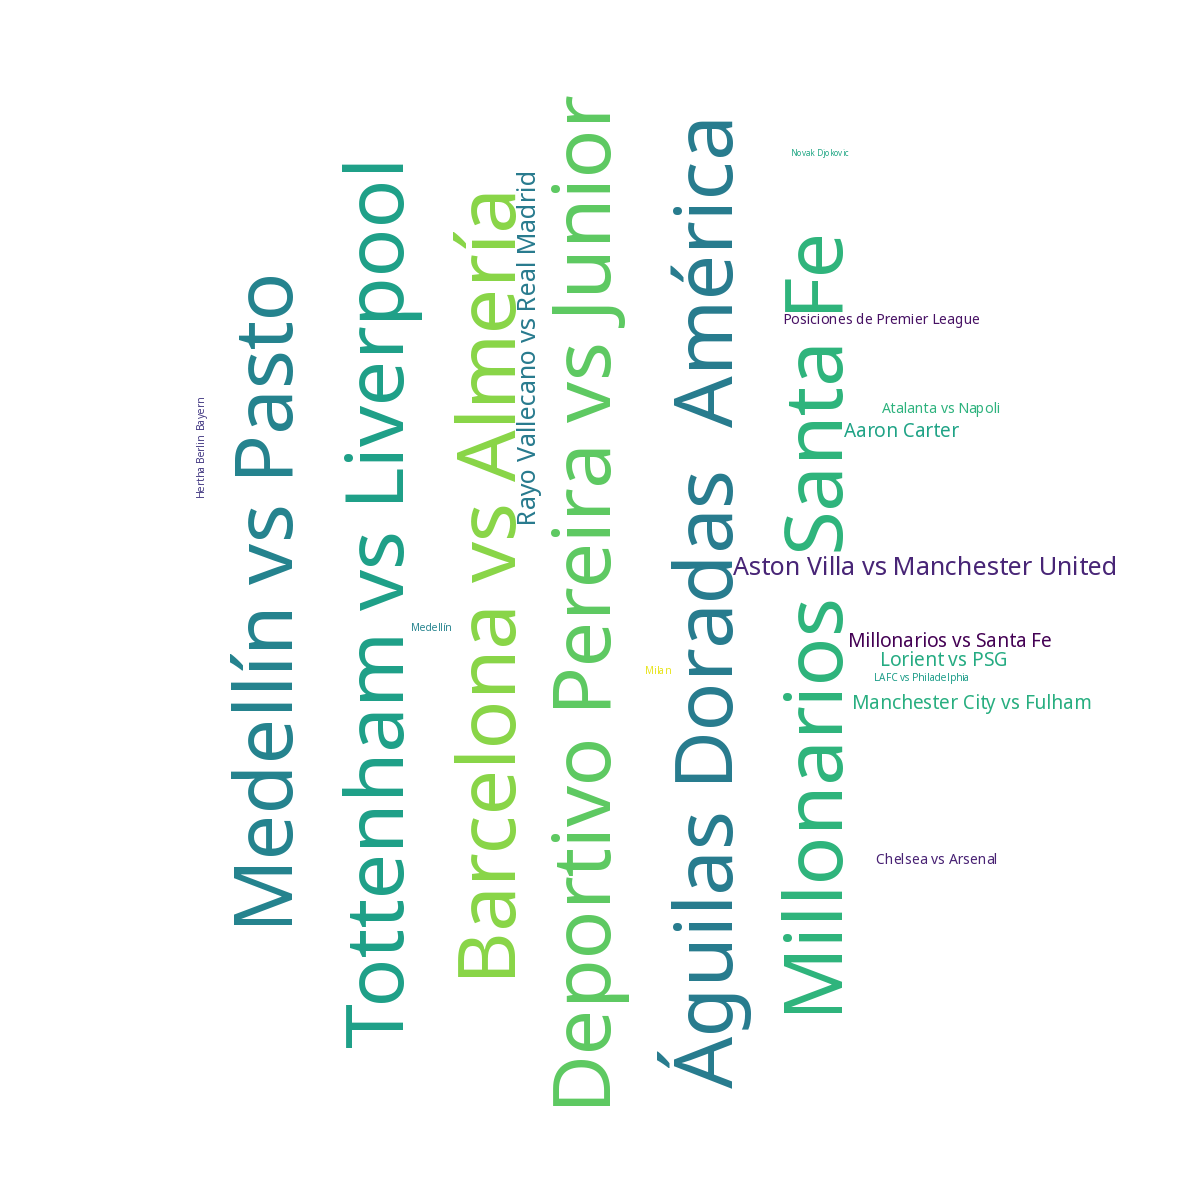 Hertha Berlin Bayern
Medellín vs Pasto
Tottenham vs Liverpool
Medellín
Barcelona vs Almería
Rayo Vallecano vs Real Madrid
Deportivo Pereira vs Junior
Milan
Águilas Doradas América
Millonarios Santa Fe
Novak Djokovic
Posiciones de Premier League
Atalanta vs Napoli
Aaron Carter
Aston Villa vs Manchester United
Millonarios vs Santa Fe
Lorient vs PSG
LAFC vs Philadelphia
Manchester City vs Fulham
Chelsea vs Arsenal